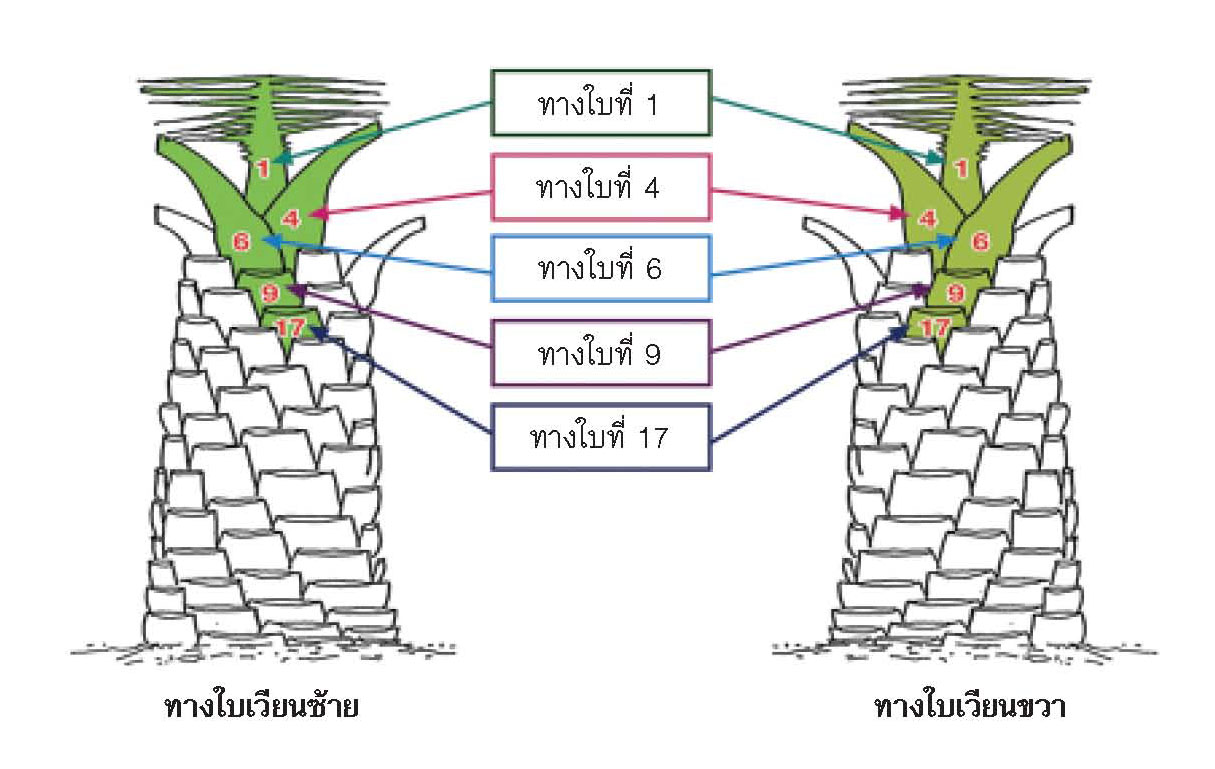 ทางใบที่ 1
ทางใบที่ 4
ทางใบที่ 6
ทางใบที่ 9
ทางใบที่ 17
1
4
6
9
17
1
4
6
9
17
ทางใบเวียนซ้าย
ทางใบเวียนขวา